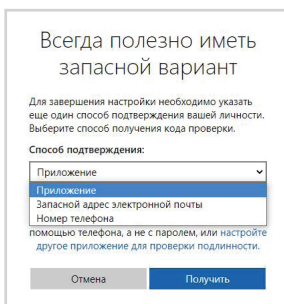 Всегда полезно иметь
запасной вариант
Для завершения настройки необходимо указать
еще один способ подтверждения вашей личности.
Выберите способ получения кода проверки.
Способ подтверждения:
Приложение
Приложение
Запасной адрес электронной почты
Номер телефона
помощью телефона, а не с паролем, или настройте
другое приложение для проверки подлинности.
Отмена
Получить